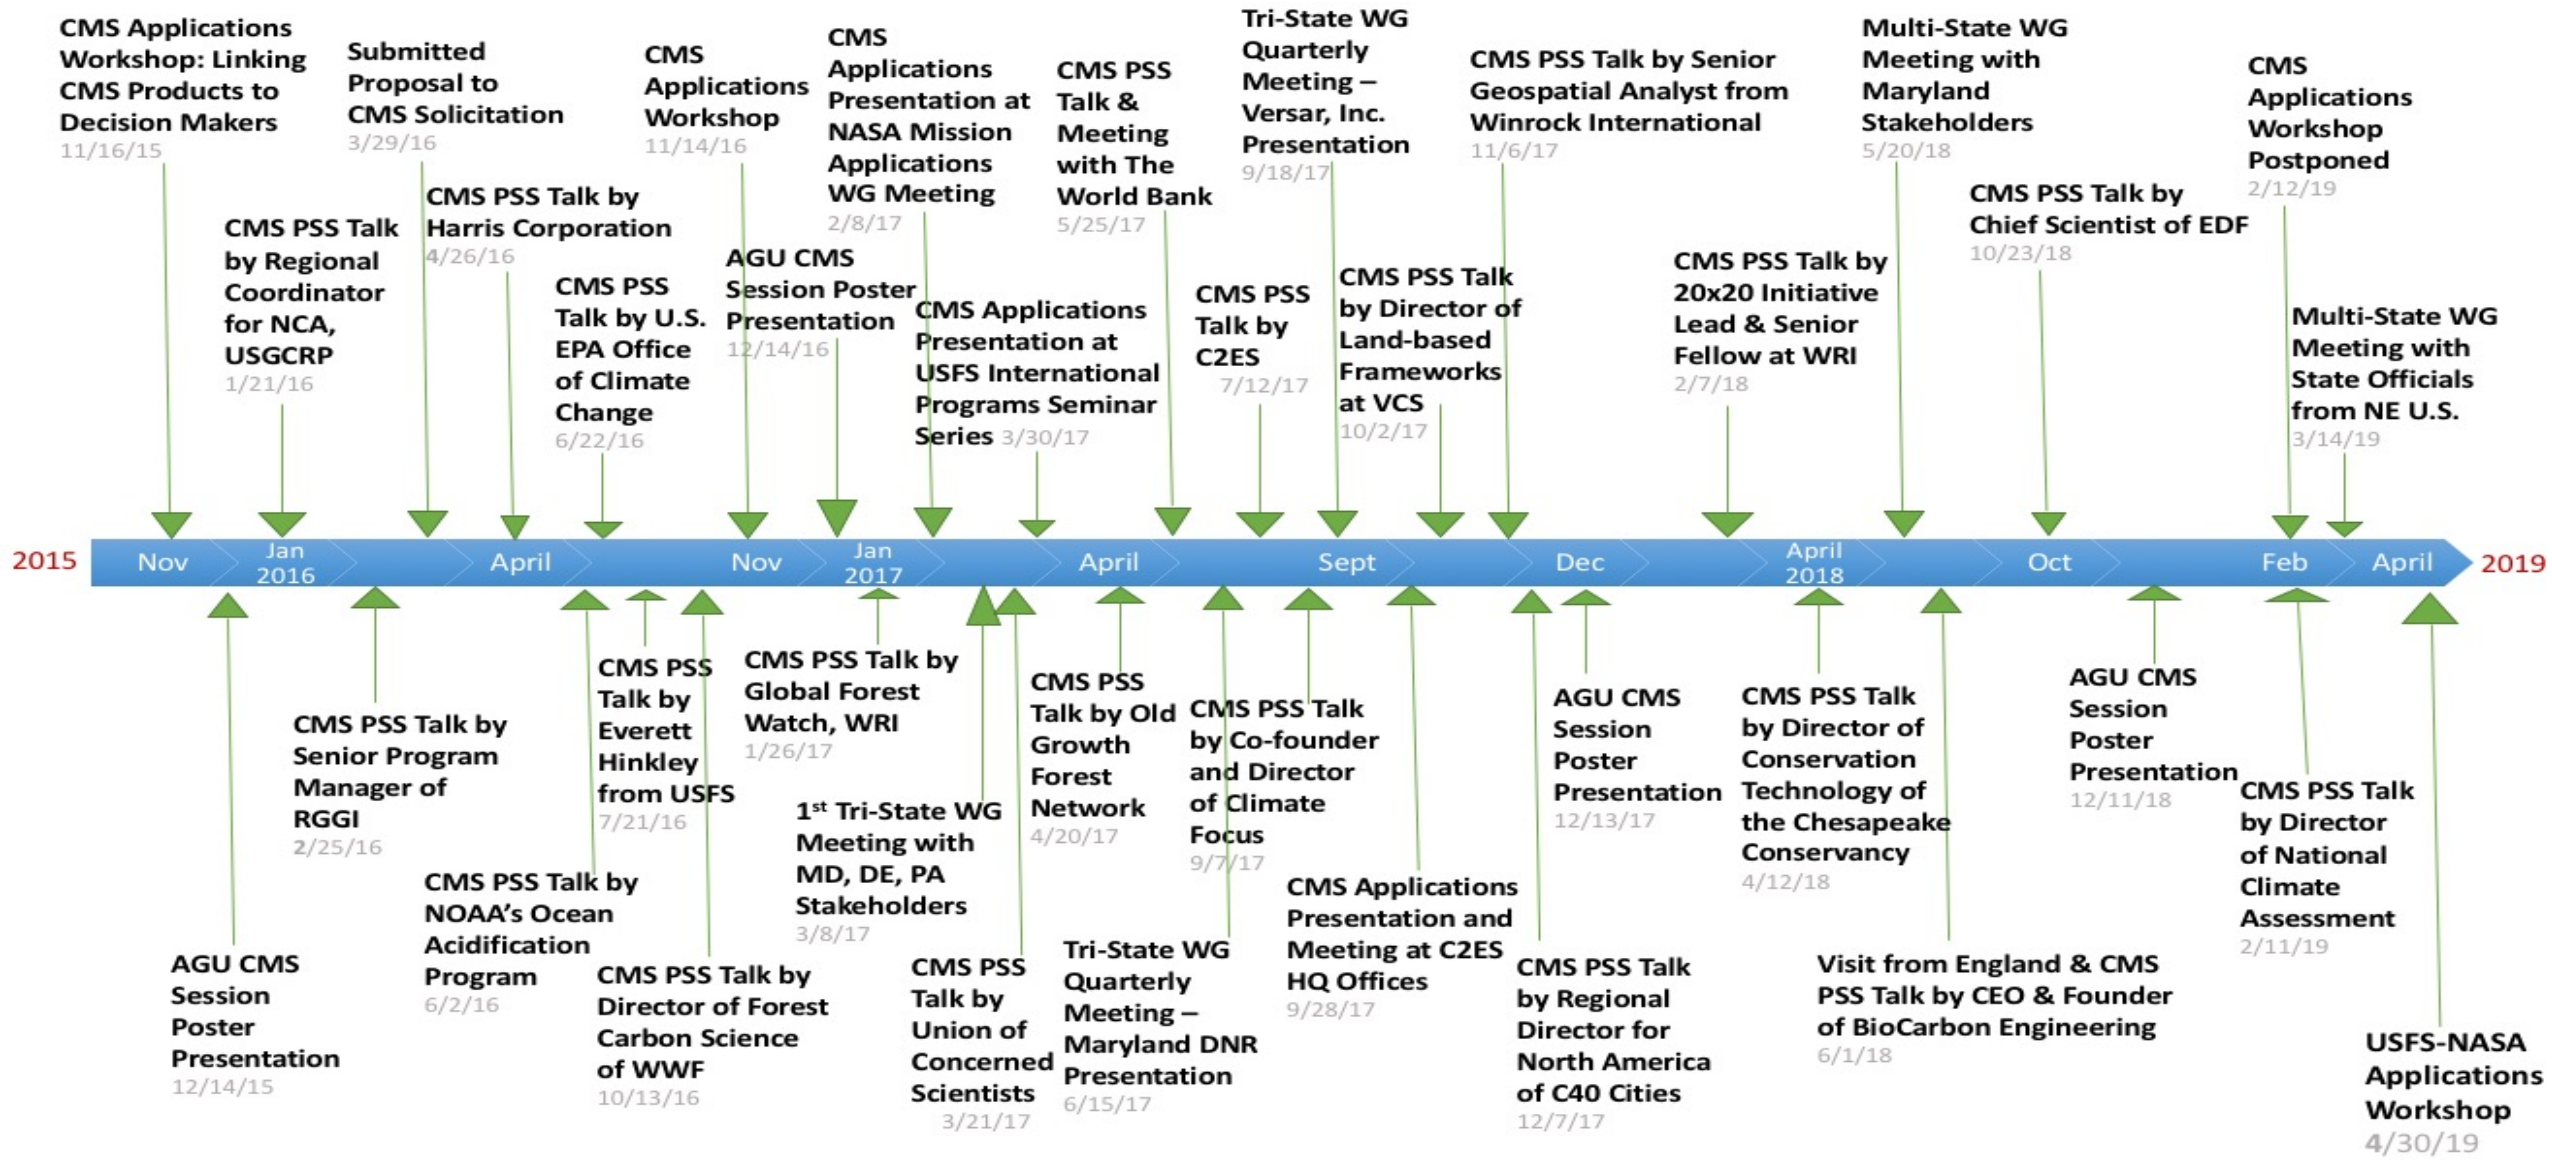 CMS Applications
Workshop: Linking
CMS Products to
Decision Makers
11/16/15
CMS PSS Talk
by Regional
Coordinator
for NCA,
USGCRP
1/21/16
Submitted
Proposal to
CMS Solicitation
3/29/16
CMS PSS Talk by
Harris Corporation
4/26/16
CMS PSS
Talk by U.S.
EPA Office
of Climate
Change
6/22/16
CMS
Applications
Workshop
11/14/16
AGU CMS
Session Poster
Presentation
12/14/16
CMS
Applications
Presentation at
NASA Mission
Applications
WG Meeting
2/8/17
CMS Applications
Presentation at
USFS International
Programs Seminar
Series 3/30/17
CMS PSS
Talk &
Meeting
with The
World Bank
5/25/17
CMS PSS
Talk by
C2ES
7/12/17
Tri-State WG
Quarterly
Meeting –
Versar, Inc.
Presentation
9/18/17
CMS PSS Talk
by Director of
Land-based
Frameworks
at VCS
10/2/17
CMS PSS Talk by Senior
Geospatial Analyst from
Winrock International
11/6/17
CMS PSS Talk by
20x20 Initiative
Lead & Senior
Fellow at WRI
2/7/18
Multi-State WG
Meeting with
Maryland
Stakeholders
5/20/18
CMS PSS Talk by
Chief Scientist of EDF
10/23/18
CMS
Applications
Workshop
Postponed
2/12/19
Multi-State WG
Meeting with
State Officials
from NE U.S.
3/14/19
2015
Nov
Jan
2016
April
Nov
Jan
2017
April
Sept
Dec
April
2018
Oct
Feb
April
2019
AGU CMS
Session
Poster
Presentation
12/14/15
CMS PSS Talk by
Senior Program
Manager of
RGGI
2/25/16
CMS PSS Talk by
NOAA’s Ocean
Acidification
Program
6/2/16
CMS PSS
Talk by
Everett
Hinkley
from USFS
7/21/16
CMS PSS Talk by
Director of Forest
Carbon Science
of WWF
10/13/16
CMS PSS Talk by
Global Forest
Watch, WRI
1/26/17
1st Tri-State WG
Meeting with
MD, DE, PA
Stakeholders
3/8/17
CMS PSS
Talk by
Union of
Concerned
Scientists
3/21/17
CMS PSS
Talk by Old
Growth
Forest
Network
4/20/17
Tri-State WG
Quarterly
Meeting –
Maryland DNR
Presentation
6/15/17
CMS PSS Talk
by Co-founder
and Director
of Climate
Focus
9/7/17
CMS Applications
Presentation and
Meeting at C2ES
HQ Offices
9/28/17
CMS PSS Talk
by Regional
Director for
North America
of C40 Cities
12/7/17
AGU CMS
Session
Poster
Presentation
12/13/17
CMS PSS Talk
by Director of
Conservation
Technology of
the Chesapeake
Conservancy
4/12/18
Visit from England & CMS
PSS Talk by CEO & Founder
of BioCarbon Engineering
6/1/18
AGU CMS
Session
Poster
Presentation
12/11/18
CMS PSS Talk
by Director
of National
Climate
Assessment
2/11/19
USFS-NASA
Applications
Workshop
4/30/19